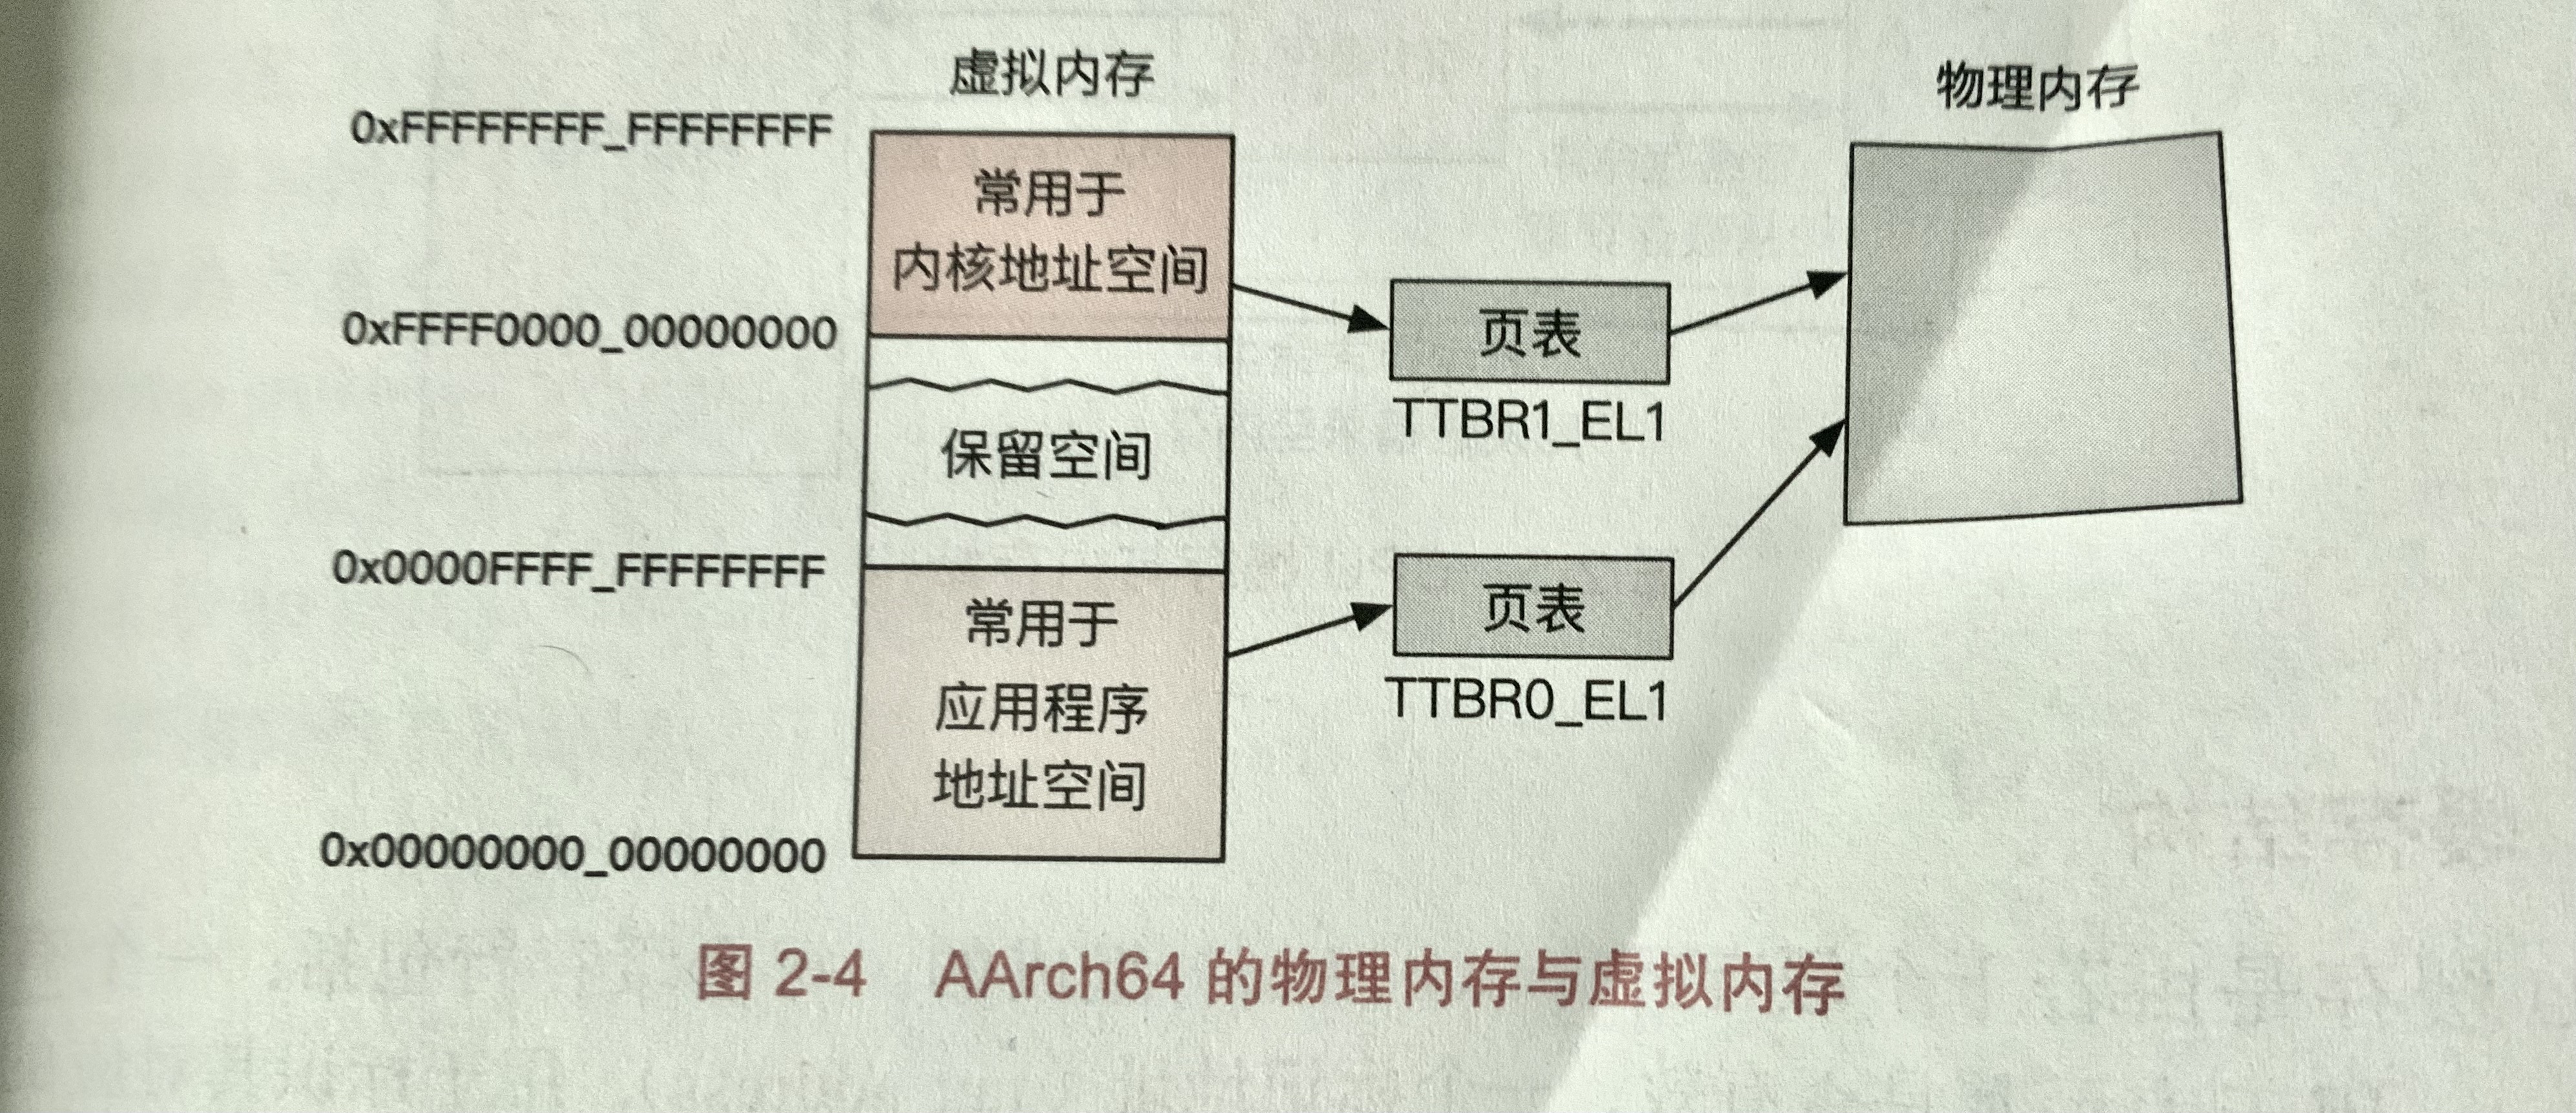 虚拟内存
物理内存
0xFFFFFFFF_FFFFFFFF
常用于
内核地址空间
0xFFFF0000_00000000
页表
TTBR1_EL1
保留空间
0x0000FFFF_FFFFFFFF
常用于
应用程序
地址空间
页表
TTBR0_EL1
0x00000000_00000000
图 2-4 AArch64 的物理内存与虚拟内存